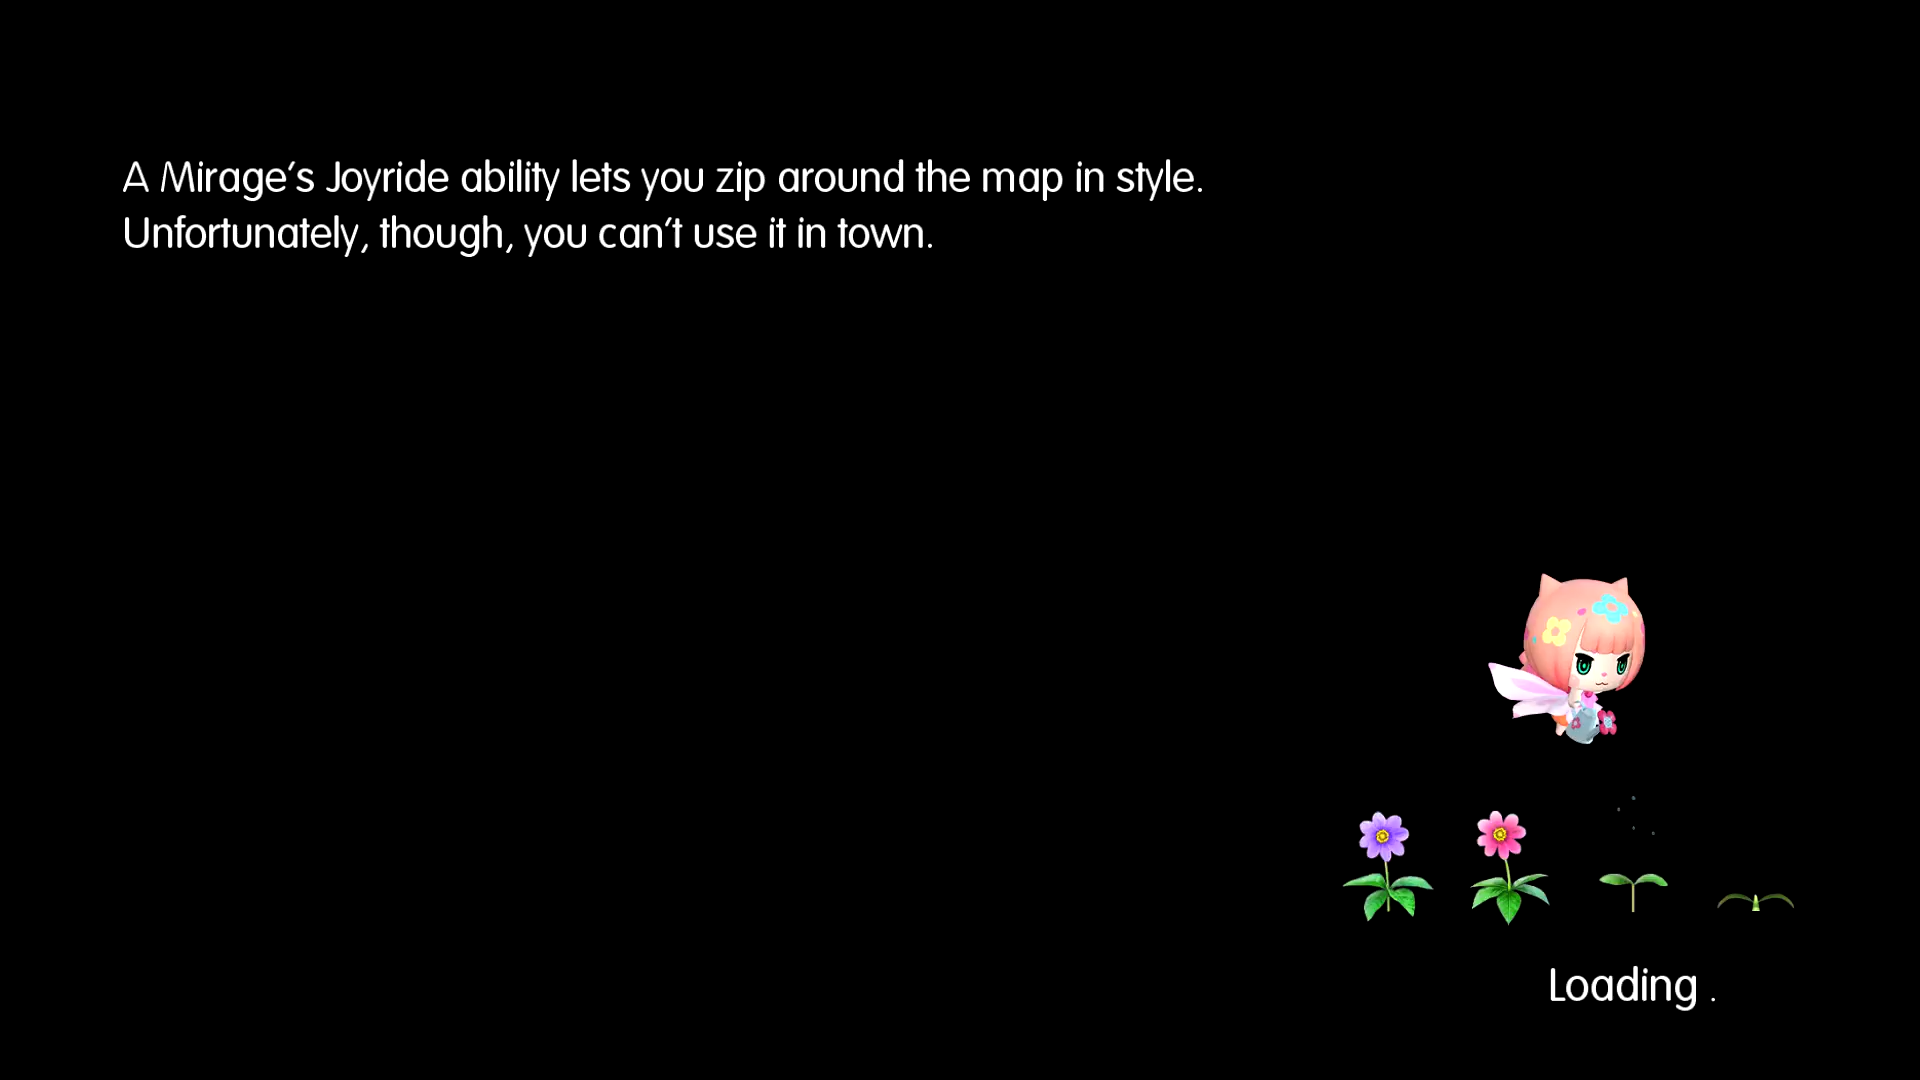 A Mirage's Joyride ability lets you zip around the map in style.
Unfortunately, though, you can't use it in town.
Loading .